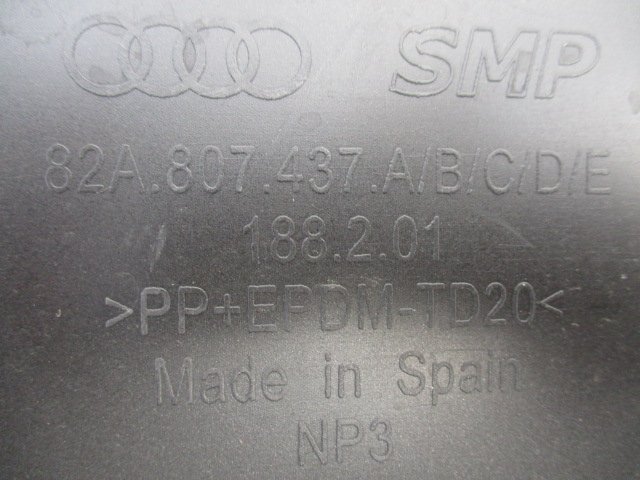 SMP
82A.807.437.A/B/C/D/E
188.2.01
>PP+EPDM-TD20<
Made in Spain
NP3